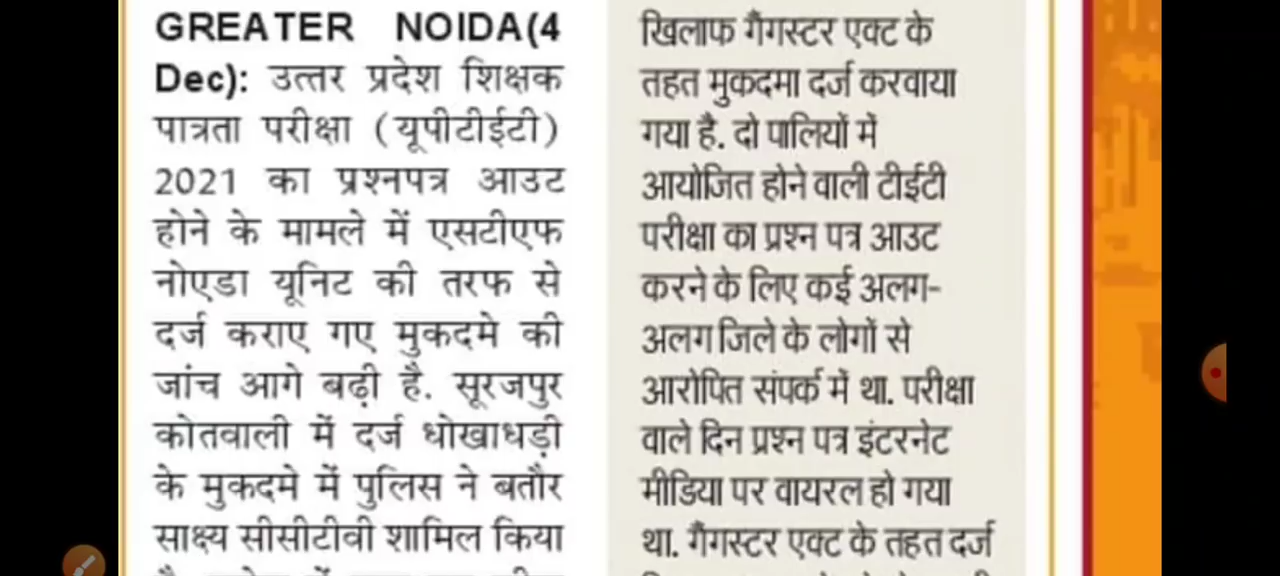 GREATER NOIDA(4
Dec): उत्तर प्रदेश शिक्षक
पात्रता परीक्षा (यूपीटीईटी)
2021 का प्रश्नपत्र आउट
होने के मामले में एसटीएफ
नोएडा यूनिट की तरफ से
दर्ज कराए गए मुकदमे की
जांच आगे बढ़ी है. सूरजपुर
कोतवाली में दर्ज धोखाधड़ी
के मुकदमे में पुलिस ने बतौर
साक्ष्य सीसीटीवी शामिल किया
खिलाफ गैंगस्टर एक्ट के
तहत मुकदमा दर्ज करवाया
गया है. दो पालियों में
आयोजित होने वाली टीईटी
परीक्षा का प्रश्न पत्र आउट
करने के लिए कई अलग-
अलग जिले के लोगों से
आरोपित संपर्क में था. परीक्षा
वाले दिन प्रश्न पत्र इंटरनेट
मीडिया पर वायरल हो गया
था. गैंगस्टर एक्ट के तहत दर्ज